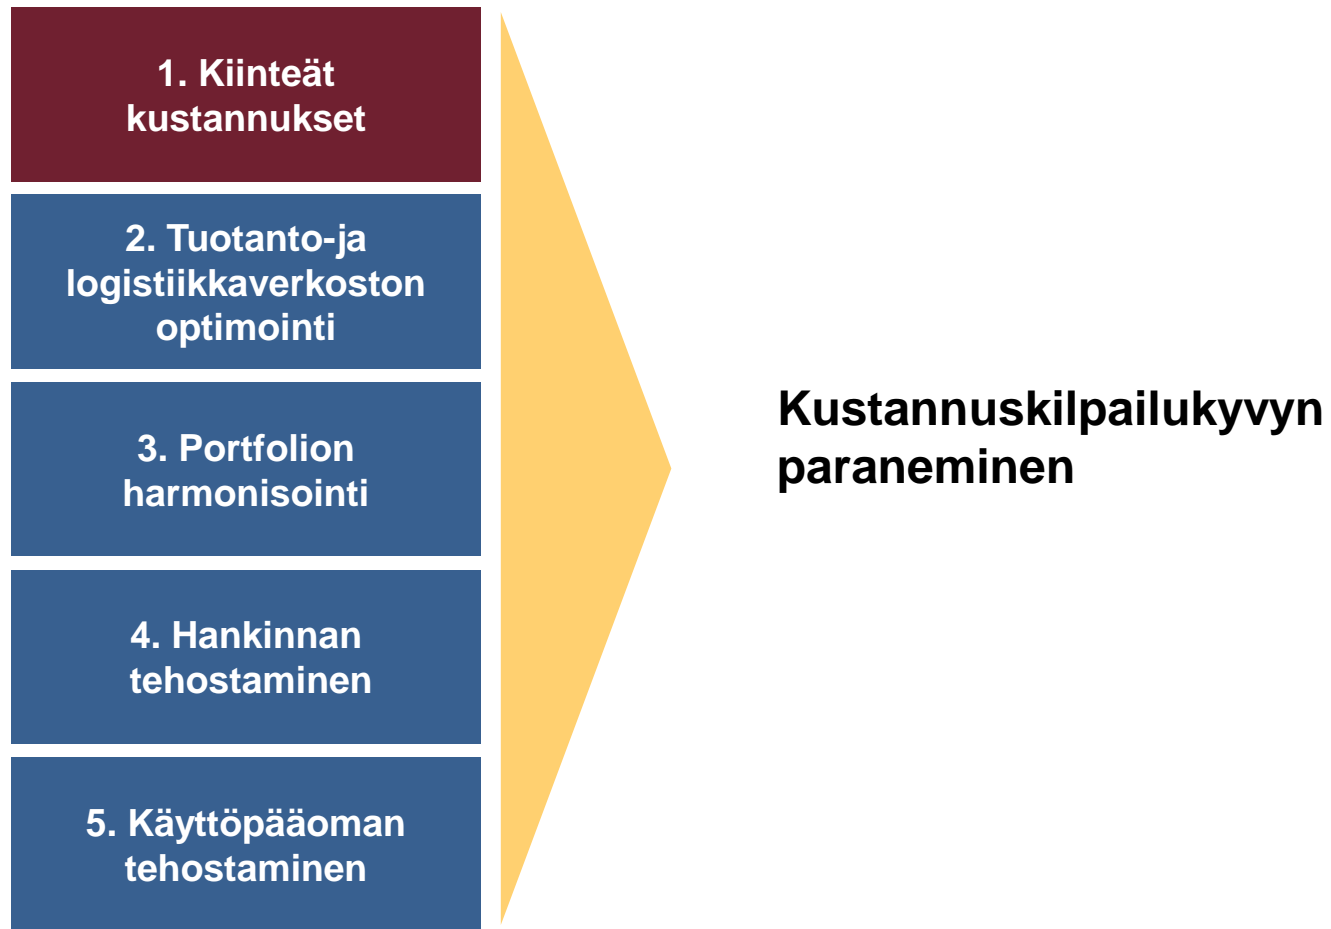 1. Kiinteät
kustannukset
2. Tuotanto-ja
logistiikkaverkoston
optimointi
3. Portfolion
harmonisointi
4. Hankinnan
tehostaminen
5. Käyttöpääoman
tehostaminen
Kustannuskilpailukyvyn
paraneminen